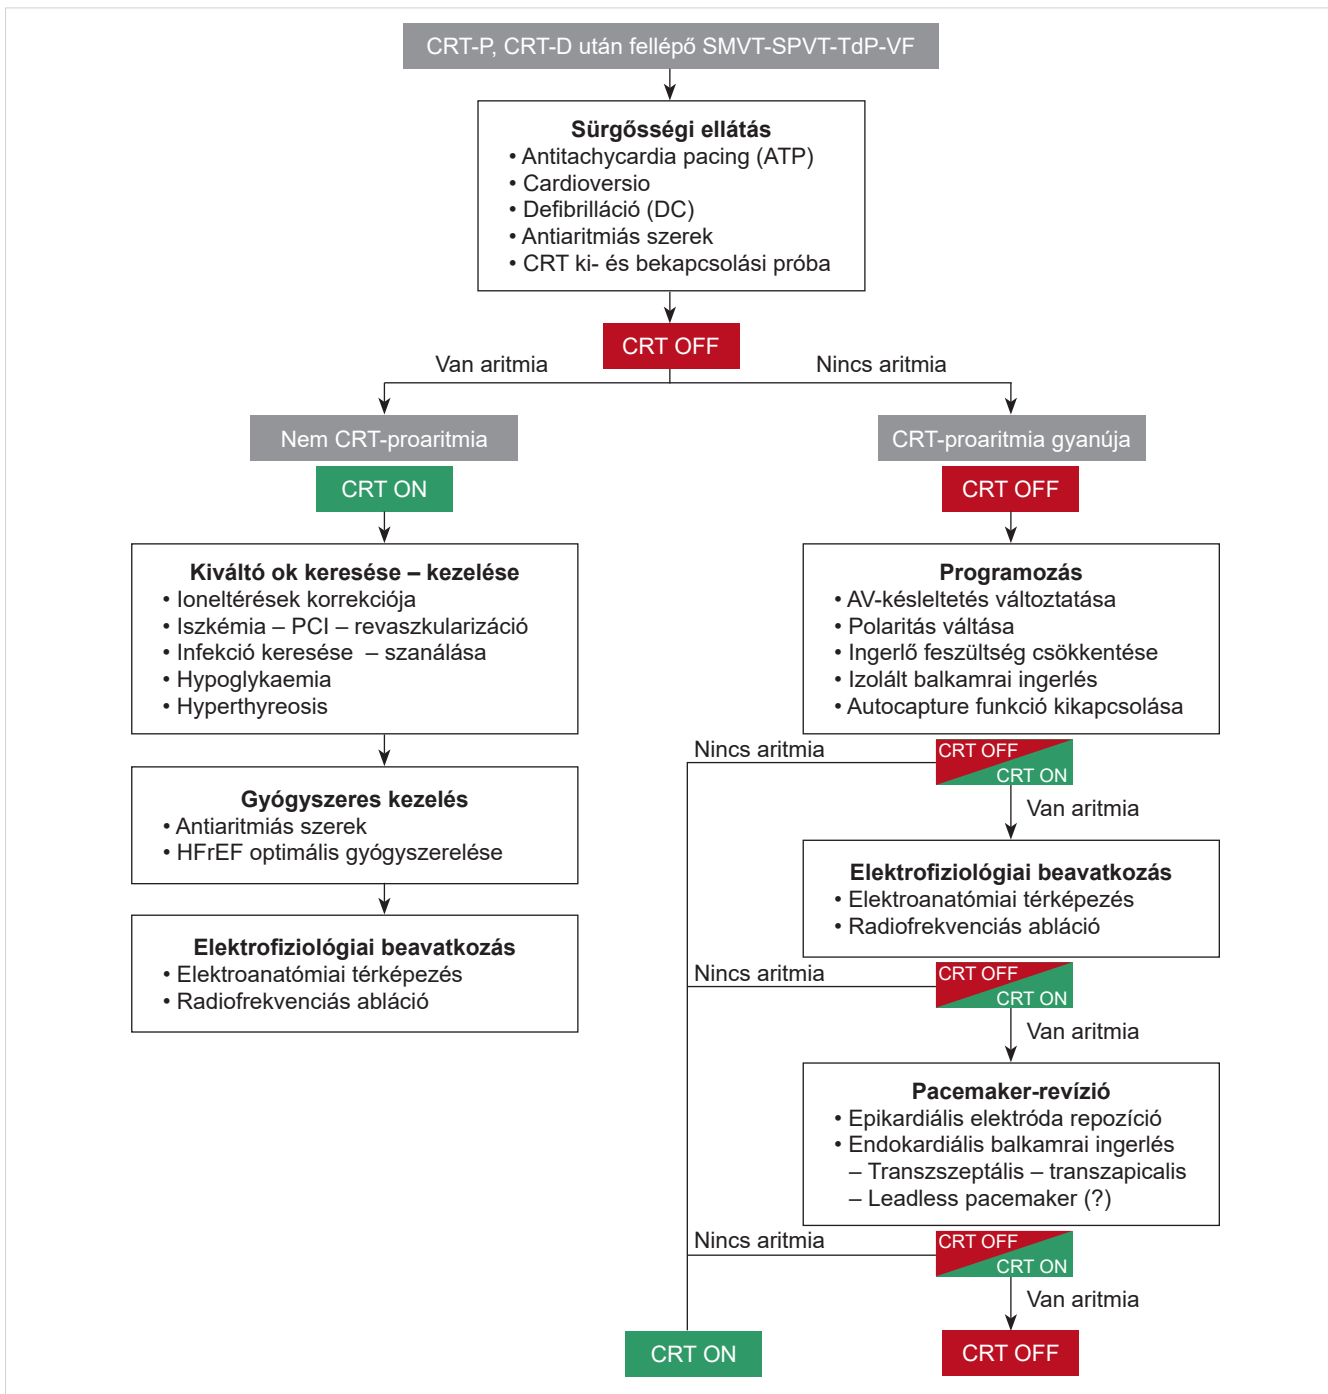 CRT-P, CRT-D után fellépő SMVT-SPVT-TdP-VF
Sürgősségi ellátás
• Antitachycardia pacing (ATP)
• Cardioversio
• Defibrilláció (DC)
• Antiaritmiás szerek
• CRT ki- és bekapcsolási próba
CRT OFF
Van aritmia
Nincs aritmia
Nem CRT-proaritmia
CRT ON
Kiváltó ok keresése – kezelése
• Ioneltérések korrekciója
• Iszkémia – PCI – revaszkularizáció
• Infekció keresése – szanálása
• Hypoglykaemia
• Hyperthyreosis
Gyógyszeres kezelés
• Antiaritmiás szerek
• HFrEF optimális gyógyszerelése
Elektrofiziológiai beavatkozás
• Elektroanatómiai térképezés
• Radiofrekvenciás abláció
CRT-proaritmia gyanúja
CRT OFF
Programozás
• AV-késleltetés változtatása
• Polaritás váltása
• Ingerlő feszültség csökkentése
• Izolált balkamrai ingerlés
• Autocapture funkció kikapcsolása
Nincs aritmia
CRT OFF
CRT ON
Van aritmia
Elektrofiziológiai beavatkozás
• Elektroanatómiai térképezés
• Radiofrekvenciás abláció
Nincs aritmia
CRT OFF
CRT ON
Van aritmia
Pacemaker-revízió
• Epikardiális elektróda repozíció
• Endokardiális balkamrai ingerlés
– Transzszeptális – transzapicalis
– Leadless pacemaker (?)
Nincs aritmia
CRT OFF
CRT ON
Van aritmia
CRT ON
CRT OFF